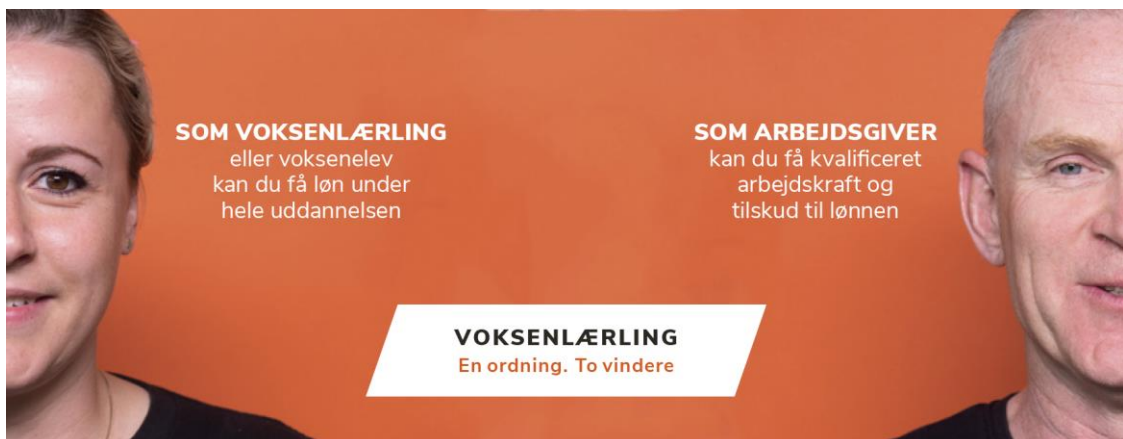 SOM VOKSENLÆRLING
eller voksenelev
kan du få løn under
hele uddannelsen
SOM ARBEJDSGIVER
kan du få kvalificeret
arbejdskraft og
tilskud til lønnen
VOKSENLÆRLING
En ordning. To vindere